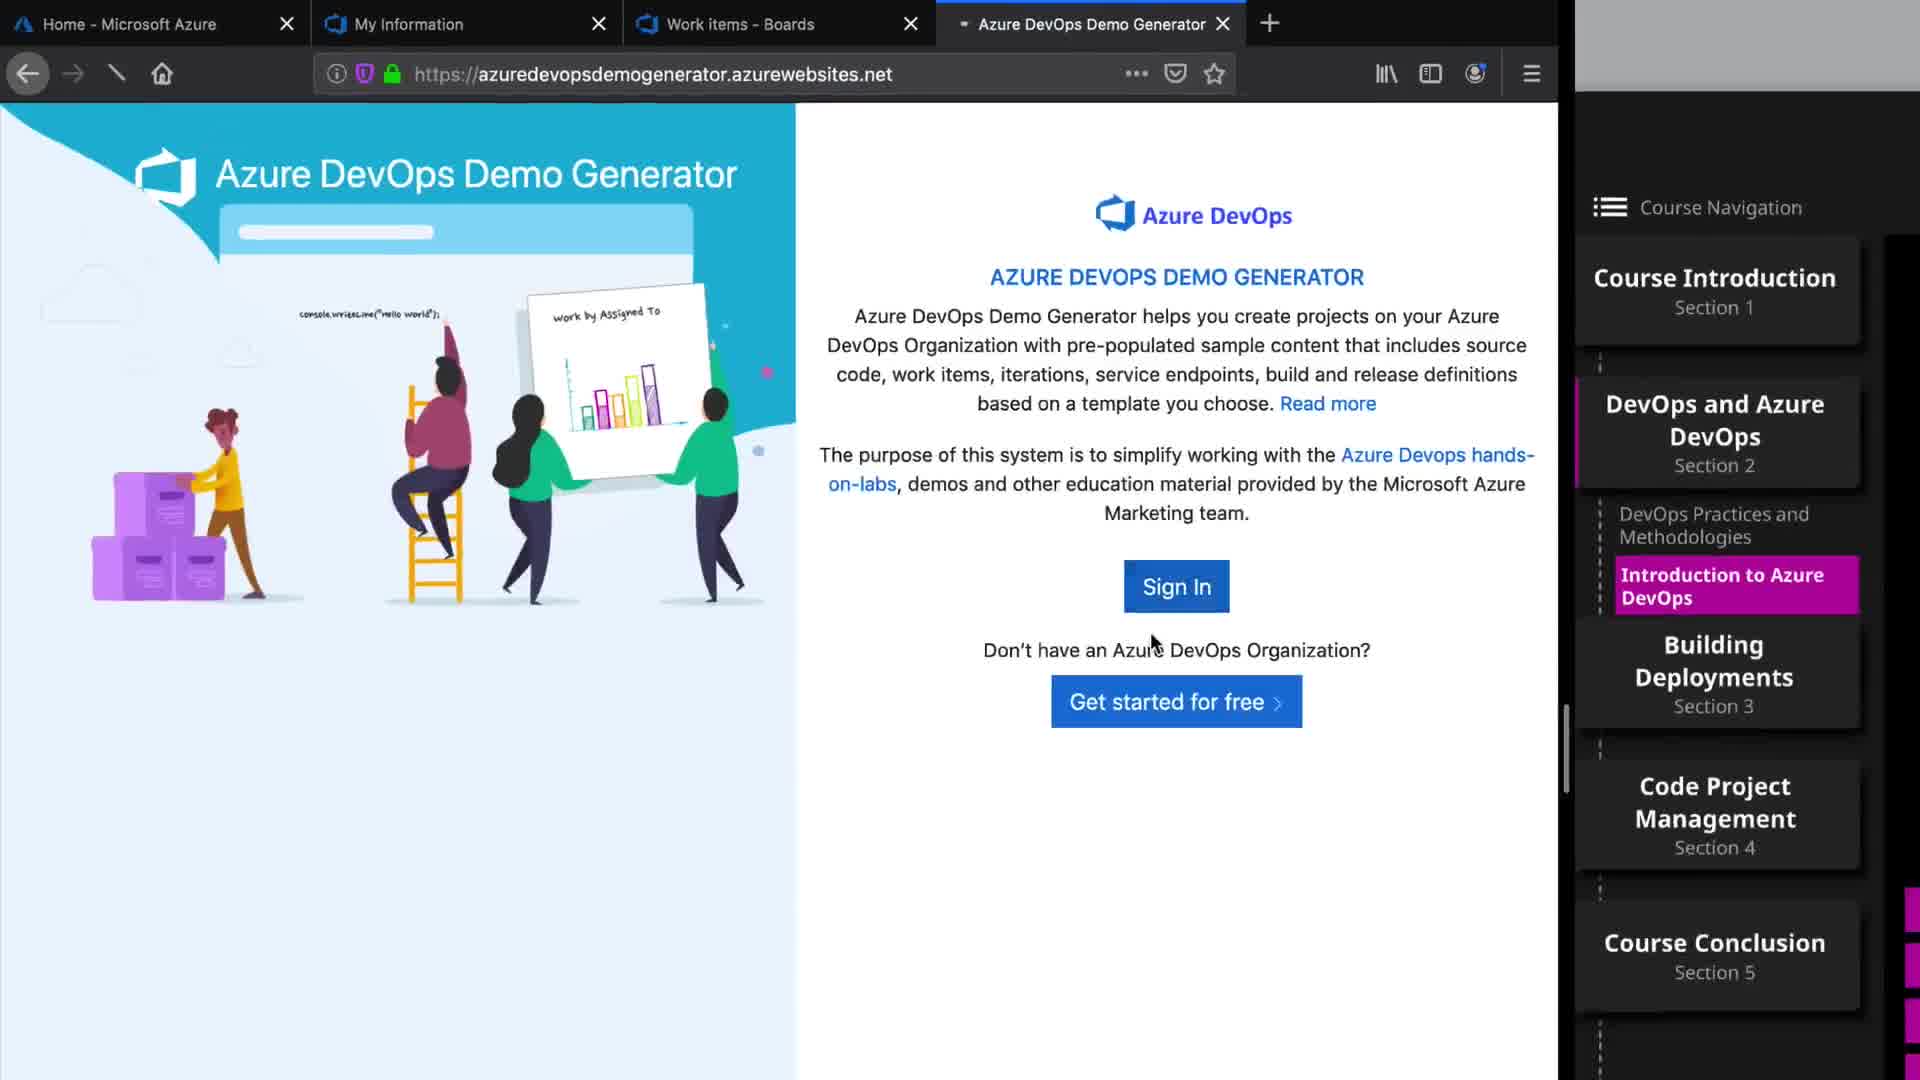 Home - Microsoft Azure
My Information
Work items - Boards
Azure DevOps Demo Generator
https://azuredevopsdemogenerator.azurewebsites.net
Azure DevOps Demo Generator
console.writeLine("Hello World");
Work by Assigned To
Azure DevOps
AZURE DEVOPS DEMO GENERATOR
Azure DevOps Demo Generator helps you create projects on your Azure
DevOps Organization with pre-populated sample content that includes source
code, work items, iterations, service endpoints, build and release definitions
based on a template you choose. Read more
The purpose of this system is to simplify working with the Azure Devops hands-
on-labs, demos and other education material provided by the Microsoft Azure
Marketing team.
Sign In
Don't have an Azure DevOps Organization?
Get started for free >
Course Navigation
Course Introduction
Section 1
DevOps and Azure
DevOps
Section 2
DevOps Practices and
Methodologies
Introduction to Azure
DevOps
Building
Deployments
Section 3
Code Project
Management
Section 4
Course Conclusion
Section 5